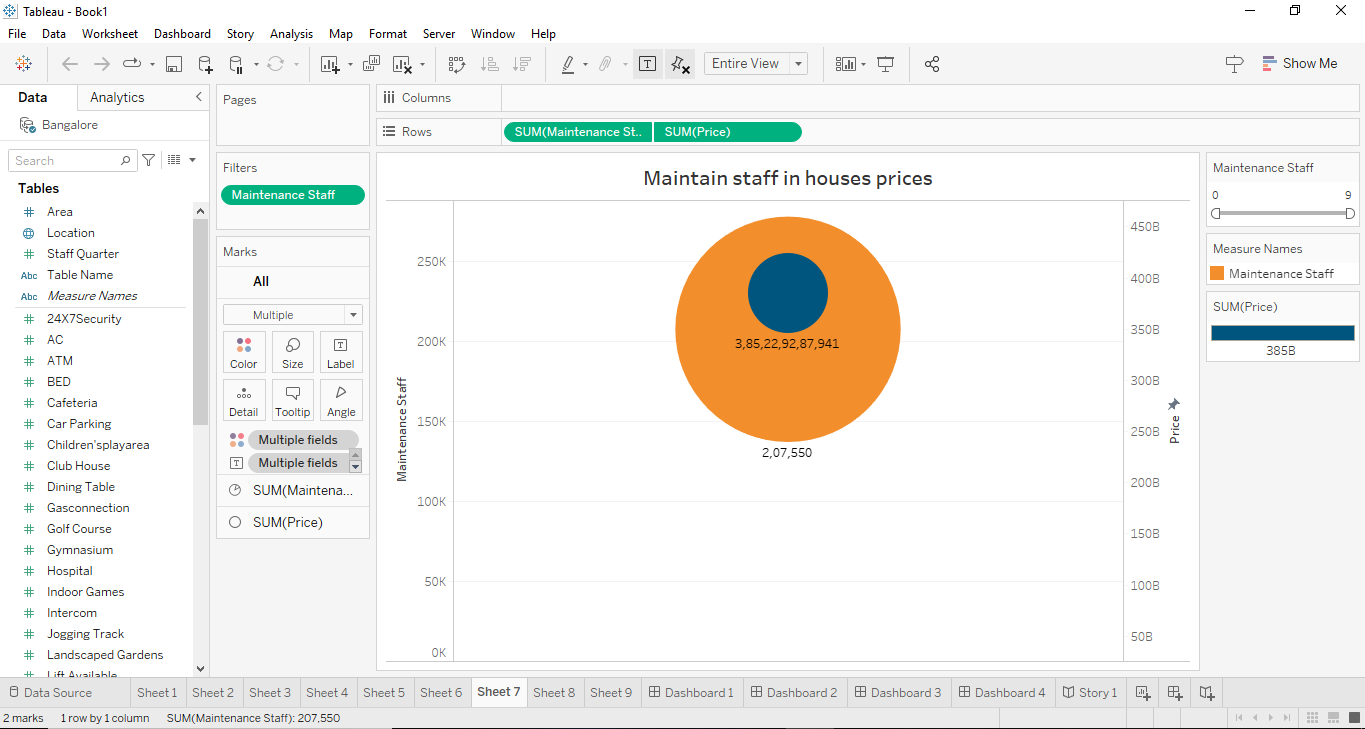 Tableau - Book1
File Data Worksheet Dashboard Story Analysis Map Format Server Window Help
Entire View
Show Me
Data Analytics
Bangalore
Search
Tables
Area
Location
Staff Quarter
Abc Table Name
Abc Measure Names
24X7Security
AC
ATM
BED
Cafeteria
Car Parking
Children'splayarea
Club House
Dining Table
Gasconnection
Golf Course
Gymnasium
Hospital
Indoor Games
Intercom
Jogging Track
Landscaped Gardens
Lift Available
Pages
Filters
Maintenance Staff
Marks
All
Multiple
Color Size Label
Detail Tooltip Angle
Multiple fields
Multiple fields
SUM(Maintena...
SUM(Price)
Columns
Rows SUM(Maintenance St.. SUM(Price)
Maintain staff in houses prices
Maintenance Staff
250K
200K
150K
100K
50K
0K
3,85,22,92,87,941
2,07,550
450B
400B
350B
300B
250B
200B
150B
100B
50B
Price
Maintenance Staff
0 9
Measure Names
Maintenance Staff
SUM(Price)
385B
Data Source Sheet 1 Sheet 2 Sheet 3 Sheet 4 Sheet 5 Sheet 6 Sheet 7 Sheet 8 Sheet 9 Dashboard 1 Dashboard 2 Dashboard 3 Dashboard 4 Story 1
2 marks 1 row by 1 column SUM(Maintenance Staff): 207,550